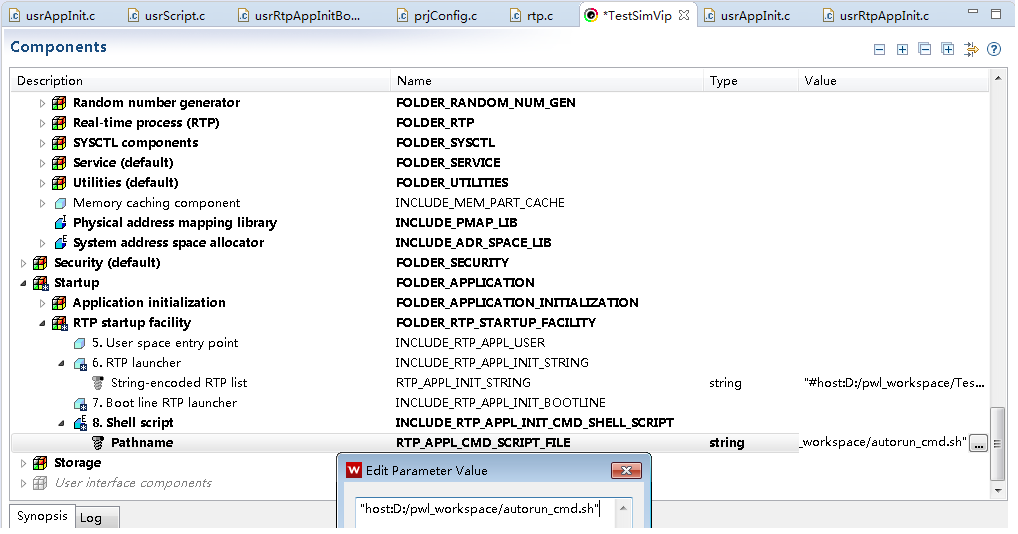 usrAppInit.c usrScript.c usrRtpAppInitBo... prjConfig.c rtp.c *TestSimVip usrAppInit.c usrRtpAppInit.c
Components
Description Name Type Value
Random number generator FOLDER_RANDOM_NUM_GEN
Real-time process (RTP) FOLDER_RTP
SYSCTL components FOLDER_SYSCTL
Service (default) FOLDER_SERVICE
Utilities (default) FOLDER_UTILITIES
Memory caching component INCLUDE_MEM_PART_CACHE
Physical address mapping library INCLUDE_PMAP_LIB
System address space allocator INCLUDE_ADR_SPACE_LIB
Security (default) FOLDER_SECURITY
Startup FOLDER_APPLICATION
Application initialization FOLDER_APPLICATION_INITIALIZATION
RTP startup facility FOLDER_RTP_STARTUP_FACILITY
5. User space entry point INCLUDE_RTP_APPL_USER
6. RTP launcher INCLUDE_RTP_APPL_INIT_STRING
String-encoded RTP list RTP_APPL_INIT_STRING string "#host:D:/pwl_workspace/Tes...
7. Boot line RTP launcher INCLUDE_RTP_APPL_INIT_BOOTLINE
8. Shell script INCLUDE_RTP_APPL_INIT_CMD_SHELL_SCRIPT
Pathname RTP_APPL_CMD_SCRIPT_FILE string _workspace/autorun_cmd.sh" ...
Storage
User interface components
Edit Parameter Value
"host:D:/pwl_workspace/autorun_cmd.sh"
Synopsis Log